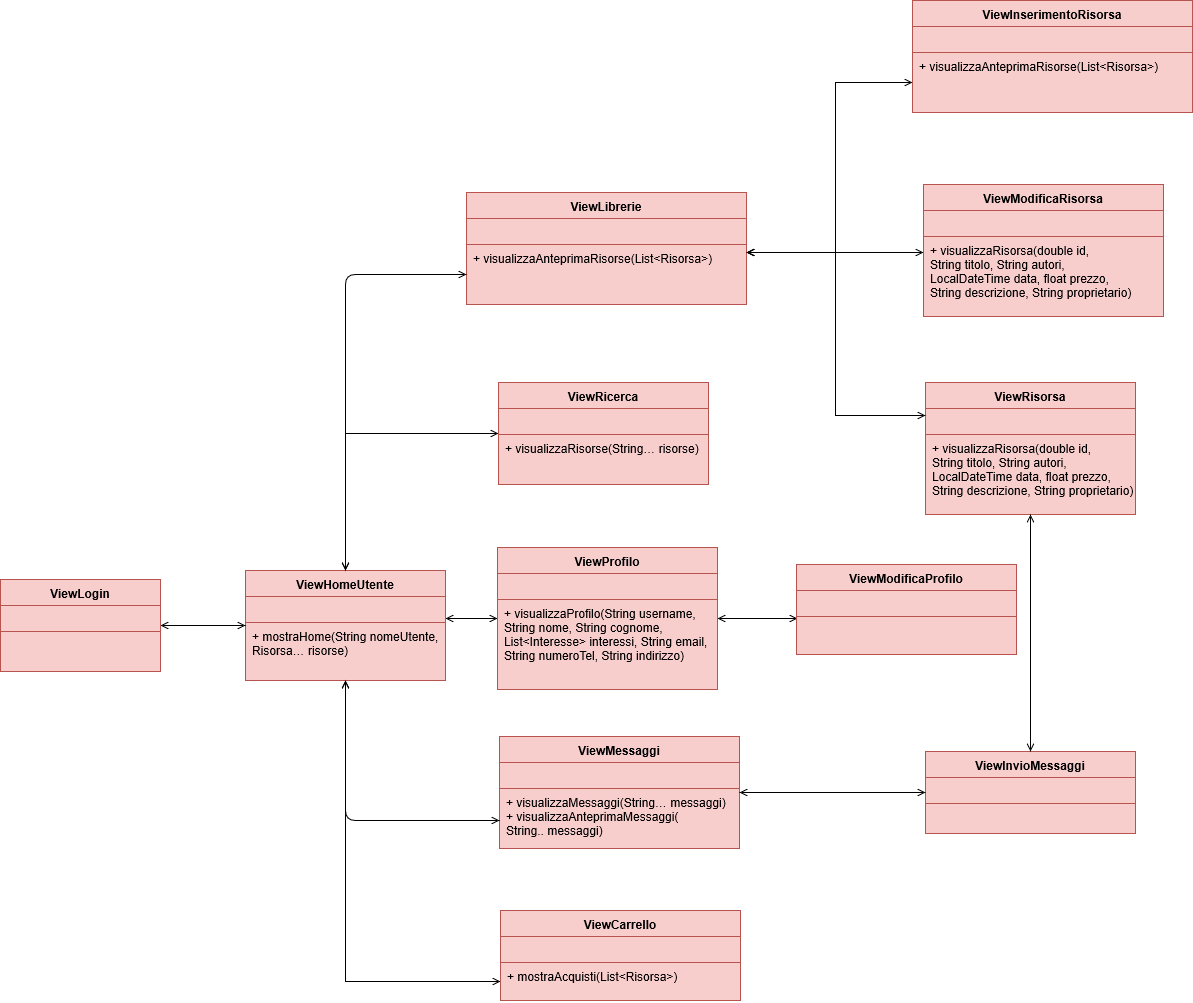 ViewInserimentoRisorsa
+ visualizzaAnteprimaRisorse(List<Risorsa>)
ViewLibrerie
+ visualizzaAnteprimaRisorse(List<Risorsa>)
ViewModificaRisorsa
+ visualizzaRisorsa(double id,
String titolo, String autori,
LocalDateTime data, float prezzo,
String descrizione, String proprietario)
ViewRicerca
+ visualizzaRisorse(String... risorse)
ViewRisorsa
+ visualizzaRisorsa(double id,
String titolo, String autori,
LocalDateTime data, float prezzo,
String descrizione, String proprietario)
ViewLogin
ViewHomeUtente
+ mostraHome(String nomeUtente,
Risorsa... risorse)
ViewProfilo
+ visualizzaProfilo(String username,
String nome, String cognome,
List<Interesse> interessi, String email,
String numeroTel, String indirizzo)
ViewModificaProfilo
ViewMessaggi
+ visualizzaMessaggi(String... messaggi)
+ visualizzaAnteprimaMessaggi(
String.. messaggi)
ViewInvioMessaggi
ViewCarrello
+ mostraAcquisti(List<Risorsa>)